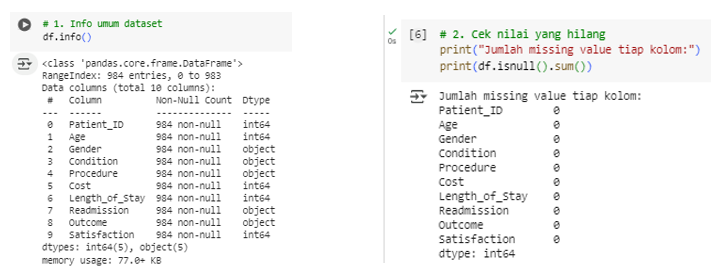 # 1. Info umum dataset
df.info()
<class 'pandas.core.frame.DataFrame'>
RangeIndex: 984 entries, 0 to 983
Data columns (total 10 columns):
 #   Column          Non-Null Count  Dtype
---  ------          --------------  -----
 0   Patient_ID      984 non-null    int64
 1   Age             984 non-null    int64
 2   Gender          984 non-null    object
 3   Condition       984 non-null    object
 4   Procedure       984 non-null    object
 5   Cost            984 non-null    int64
 6   Length_of_Stay  984 non-null    int64
 7   Readmission     984 non-null    object
 8   Outcome         984 non-null    object
 9   Satisfaction    984 non-null    int64
dtypes: int64(5), object(5)
memory usage: 77.0+ KB
0s
[6]
# 2. Cek nilai yang hilang
print("Jumlah missing value tiap kolom:")
print(df.isnull().sum())
Jumlah missing value tiap kolom:
Patient_ID        0
Age               0
Gender            0
Condition         0
Procedure         0
Cost              0
Length_of_Stay    0
Readmission       0
Outcome           0
Satisfaction      0
dtype: int64